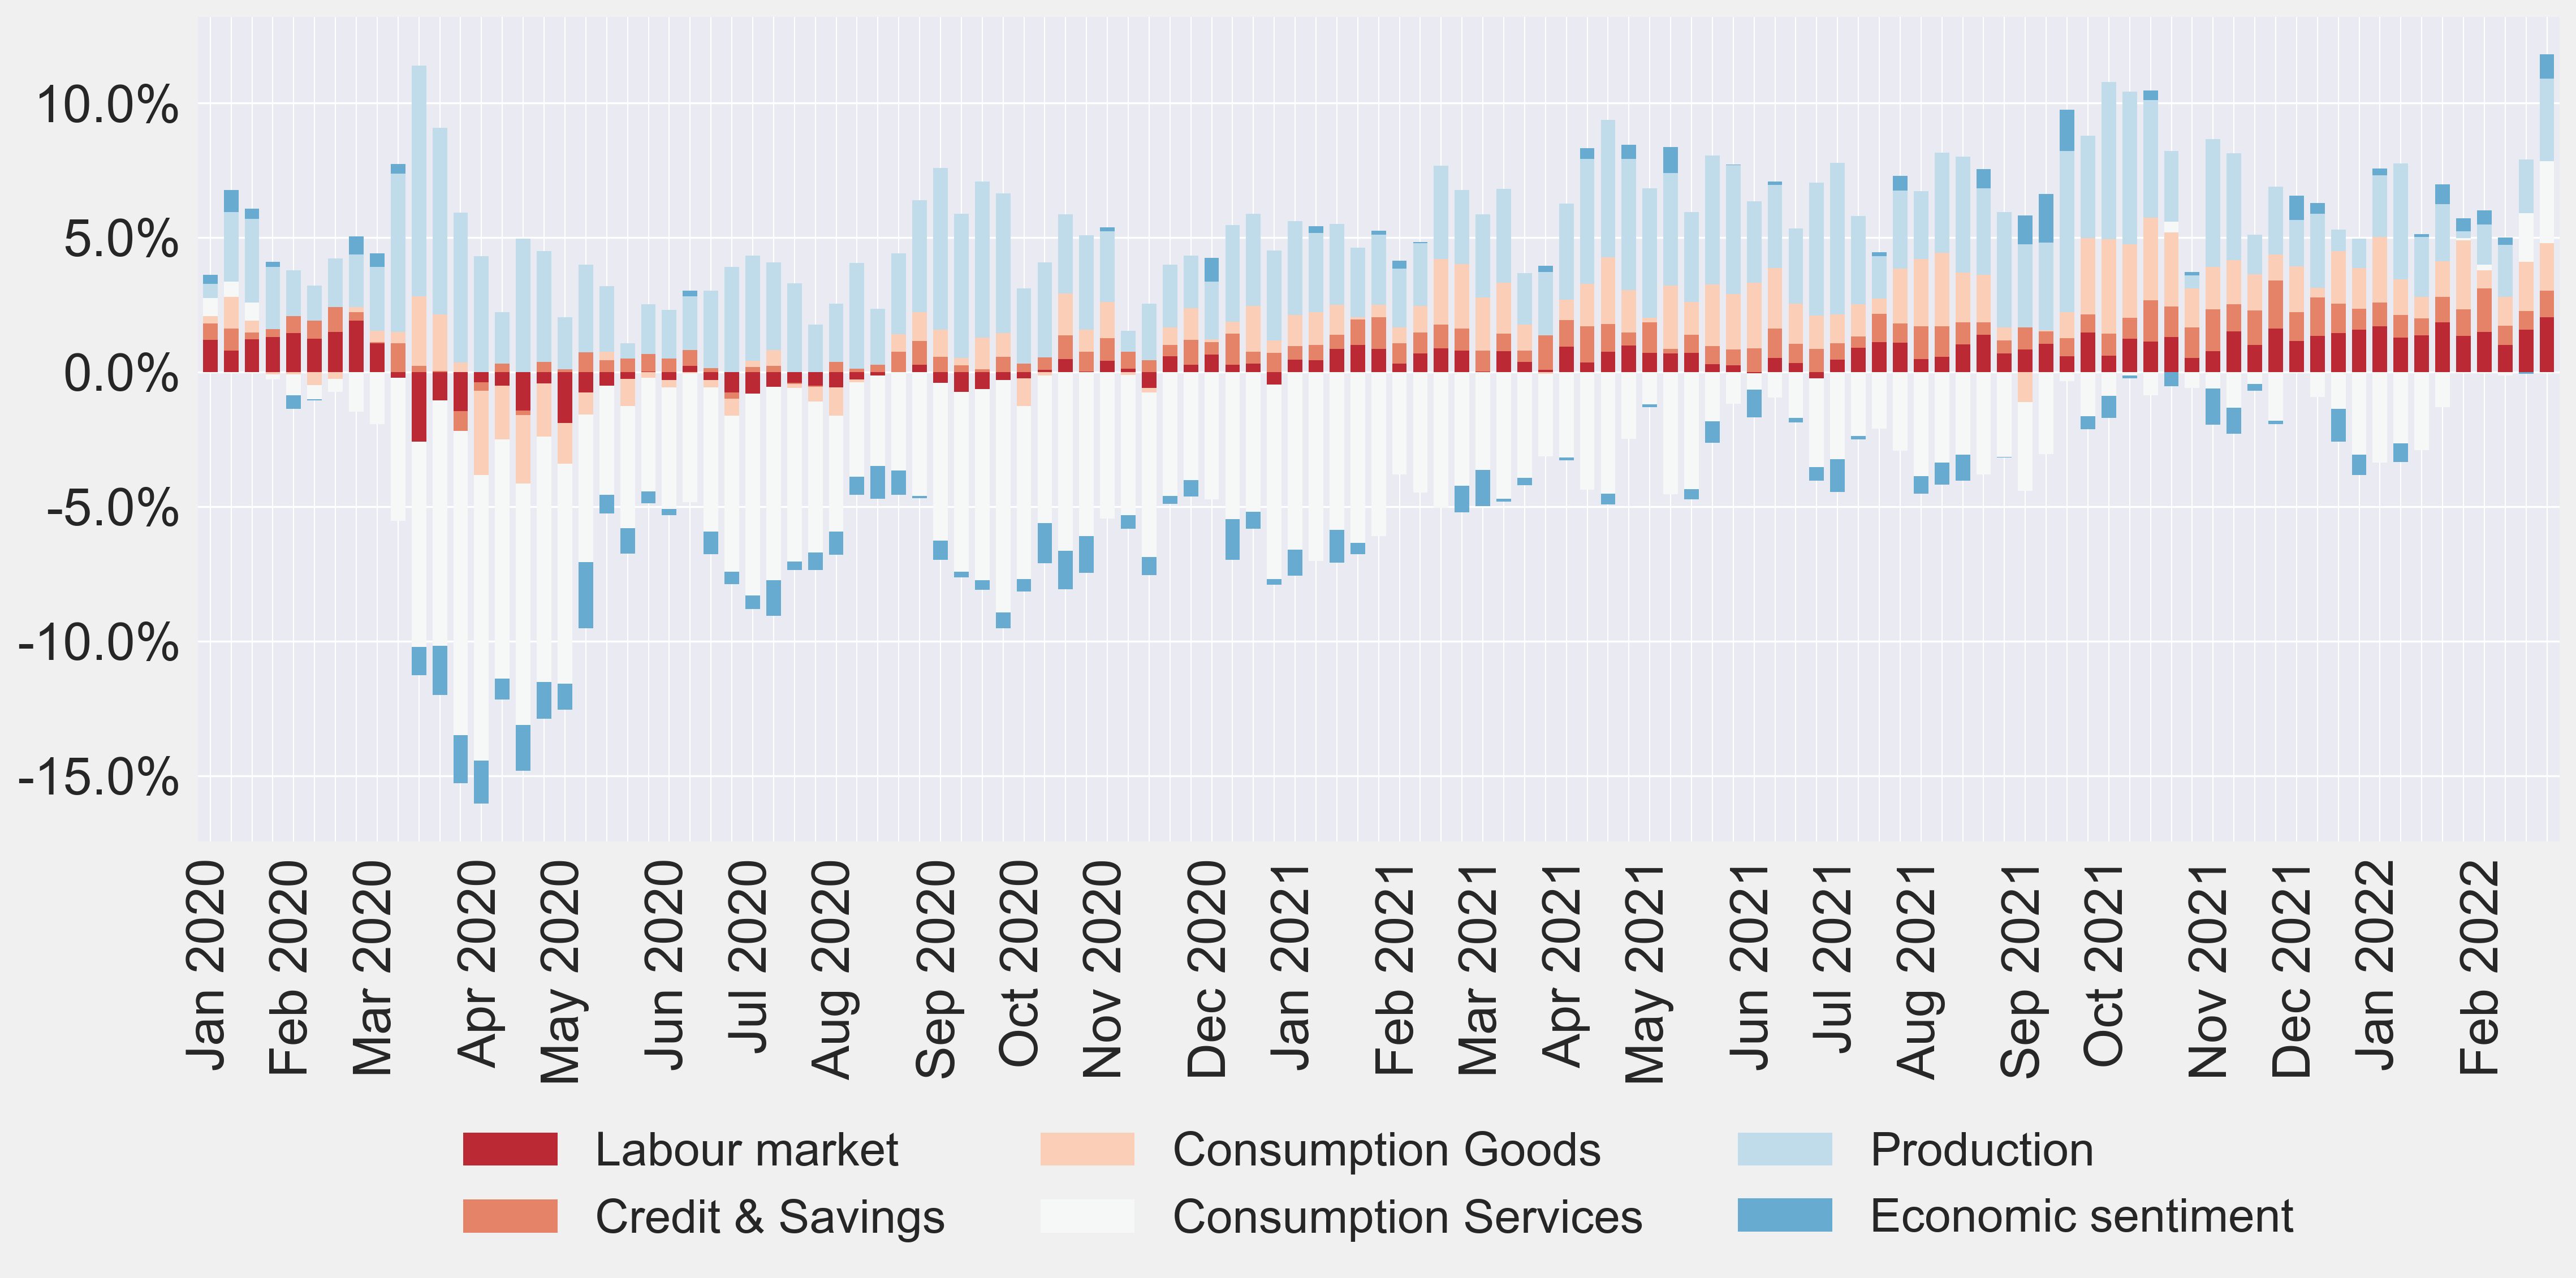 10.0%
5.0%
0.0%
-5.0%
-10.0%
-15.0%
Jan 2020
Feb 2020
Mar 2020
Apr 2020
May 2020
Jun 2020
Jul 2020
Aug 2020
Sep 2020
Oct 2020
Nov 2020
Dec 2020
Jan 2021
Feb 2021
Mar 2021
Apr 2021
May 2021
Jun 2021
Jul 2021
Aug 2021
Sep 2021
Oct 2021
Nov 2021
Dec 2021
Jan 2022
Feb 2022
Labour market
Consumption Goods
Production
Credit & Savings
Consumption Services
Economic sentiment